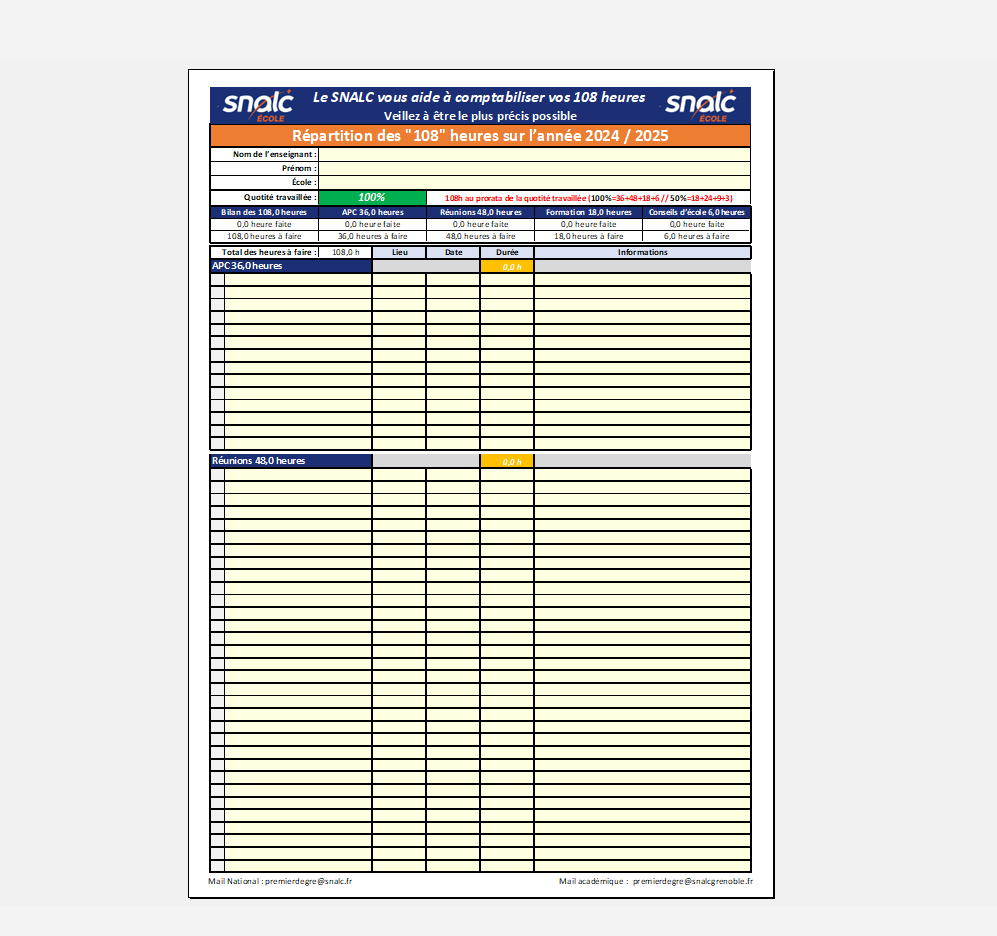 snalc
ÉCOLE
Le SNALC vous aide à comptabiliser vos 108 heures
Veillez à être le plus précis possible
snalc
ÉCOLE
Répartition des "108" heures sur l'année 2024 / 2025
Nom de l'enseignant :
Prénom :
École :
Quotité travaillée : 100% 108h au prorata de la quotité travaillée (100%=36+48+18+6 // 50%=18+24+9+3)
Bilan des 108,0 heures APC 36,0 heures Réunions 48,0 heures Formation 18,0 heures Conseils d'école 6,0 heures
0,0 heure faite 0,0 heure faite 0,0 heure faite 0,0 heure faite 0,0 heure faite
108,0 heures à faire 36,0 heures à faire 48,0 heures à faire 18,0 heures à faire 6,0 heures à faire
Total des heures à faire : 108,0 h Lieu Date Durée Informations
APC 36,0 heures 0,0 h
Réunions 48,0 heures 0,0 h
Mail National : premierdegre@snalc.fr Mail académique : premierdegre@snalcgrenoble.fr